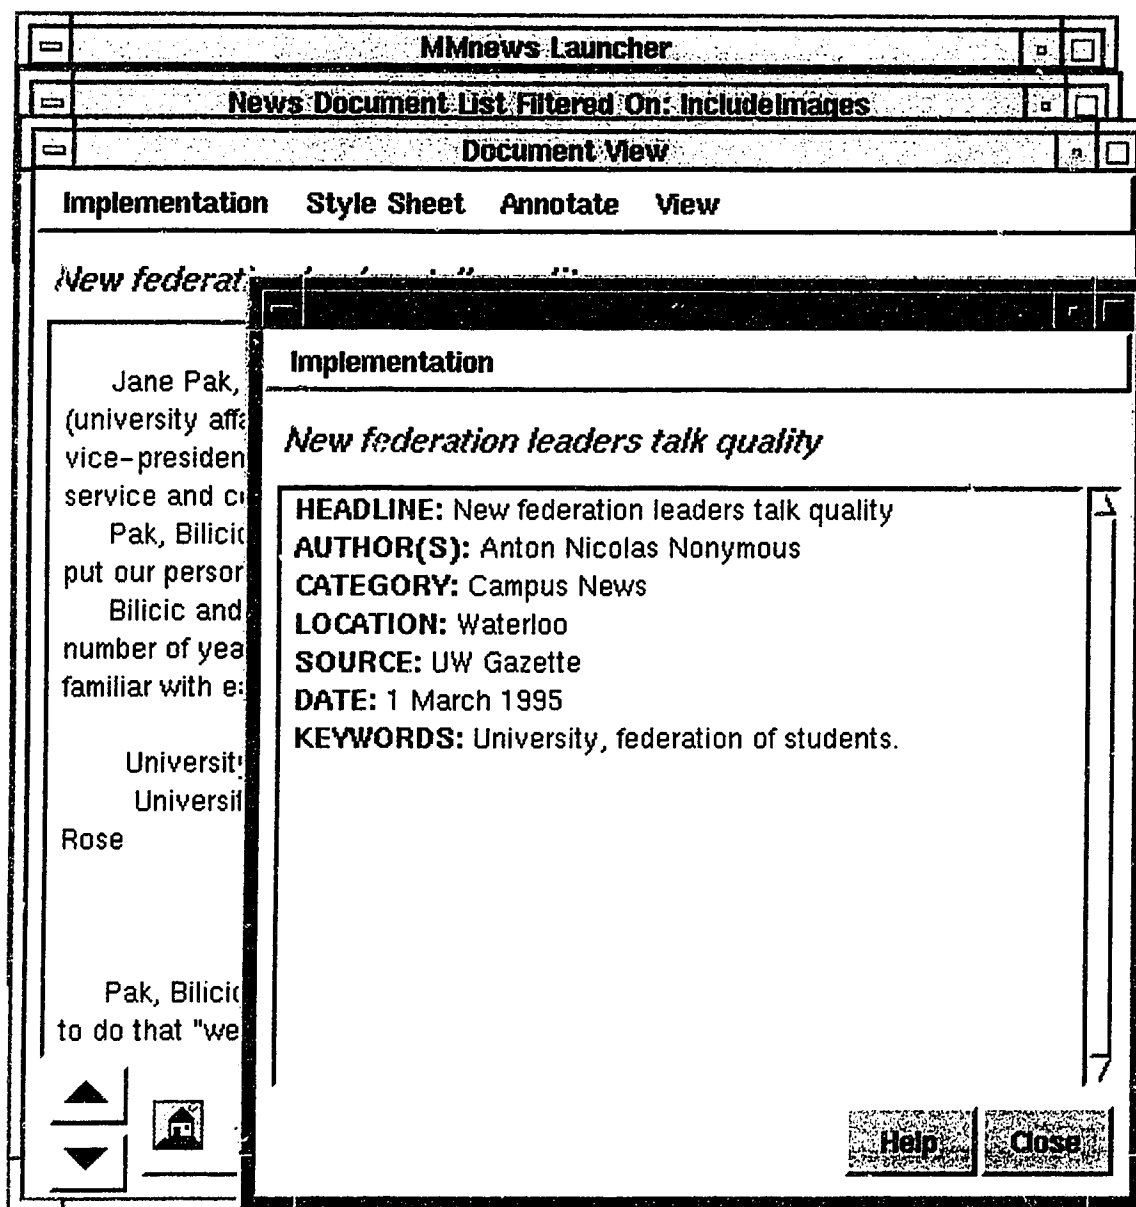 MMnews Launcher
News Document List Filtered On: IncludeImages
Document View
Implementation Style Sheet Annotate View
New federat
Jane Pak,
(university affa
vice-presiden
service and c
Pak, Bilicic
put our person
Bilicic and
number of yea
familiar with e
University
Universit
Rose
Pak, Bilicic
to do that "we
Implementation
New federation leaders talk quality
HEADLINE: New federation leaders talk quality
AUTHOR(S): Anton Nicolas Nonymous
CATEGORY: Campus News
LOCATION: Waterloo
SOURCE: UW Gazette
DATE: 1 March 1995
KEYWORDS: University, federation of students.
Help Close